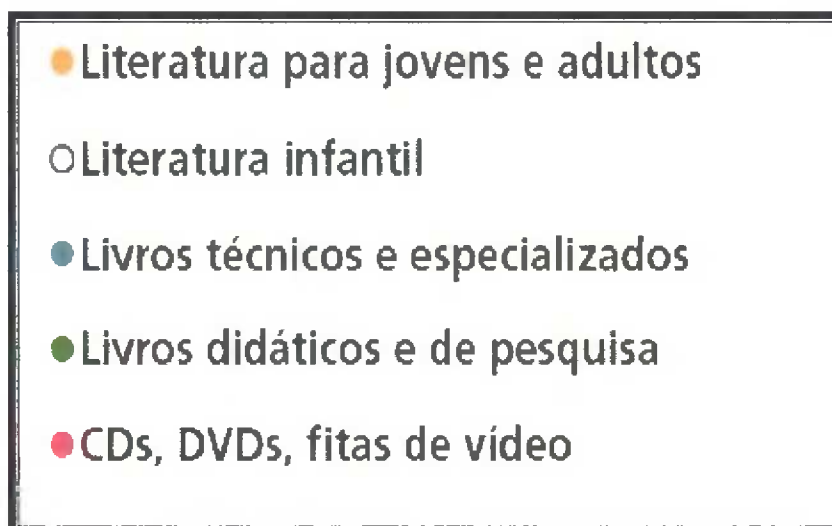 Literatura para jovens e adultos
Literatura infantil
Livros técnicos e especializados
Livros didáticos e de pesquisa
CDs, DVDs, fitas de vídeo